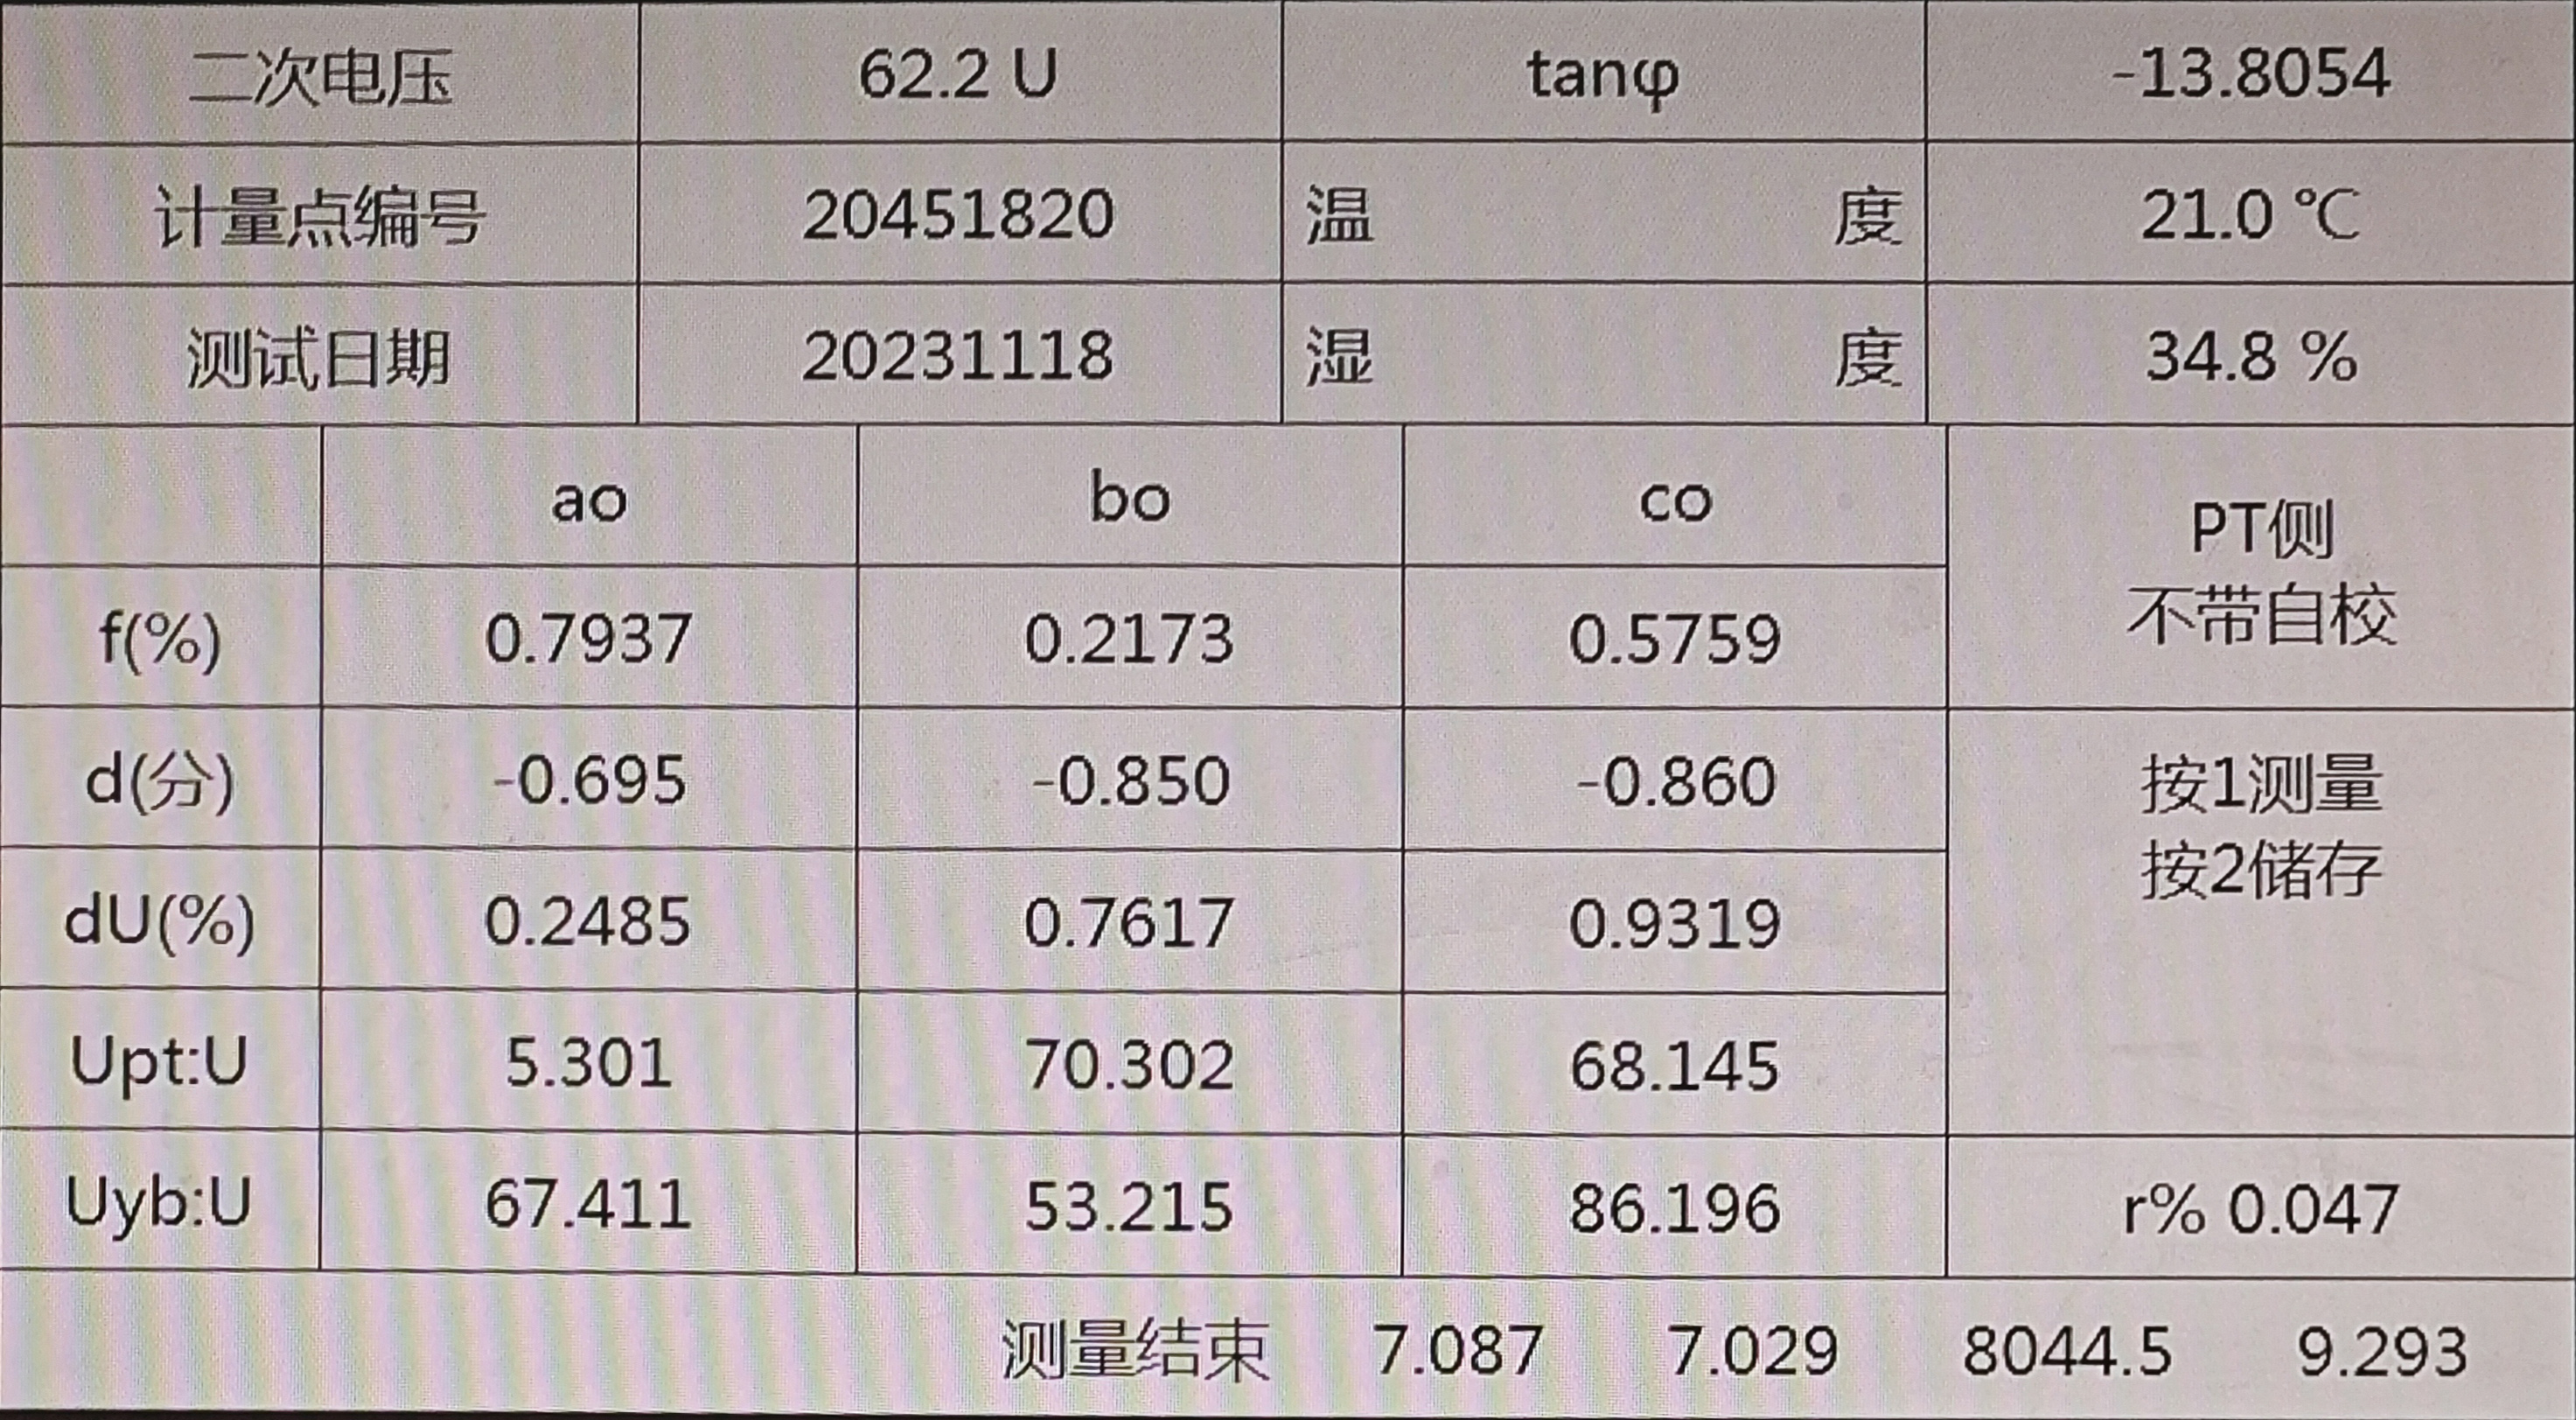 二次电压 62.2 U tanφ -13.8054
计量点编号 20451820 温 度 21.0 ℃
测试日期 20231118 湿 度 34.8 %
ao bo co
PT侧
不带自校
f(%) 0.7937 0.2173 0.5759
d(分) -0.695 -0.850 -0.860
按1测量
按2储存
dU(%) 0.2485 0.7617 0.9319
Upt:U 5.301 70.302 68.145
Uyb:U 67.411 53.215 86.196 r% 0.047
测量结束 7.087 7.029 8044.5 9.293